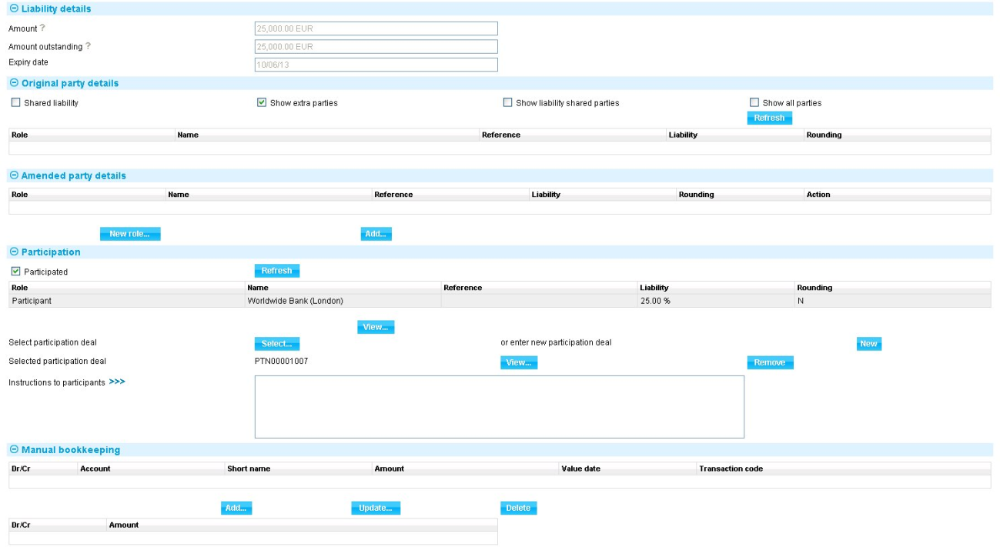 Liability details
Amount ? 25,000.00 EUR
Amount outstanding ? 25,000.00 EUR
Expiry date 10/06/13
Original party details
Shared liability Show extra parties Show liability shared parties Show all parties
Refresh
Role Name Reference Liability Rounding
Amended party details
Role Name Reference Liability Rounding Action
New role... Add...
Participation
Participated Refresh
Role Name Reference Liability Rounding
Participant Worldwide Bank (London) 25.00 % N
View...
Select participation deal Select... or enter new participation deal New
Selected participation deal PTN00001007 View... Remove
Instructions to participants >>>
Manual bookkeeping
Dr/Cr Account Short name Amount Value date Transaction code
Add... Update... Delete
Dr/Cr Amount